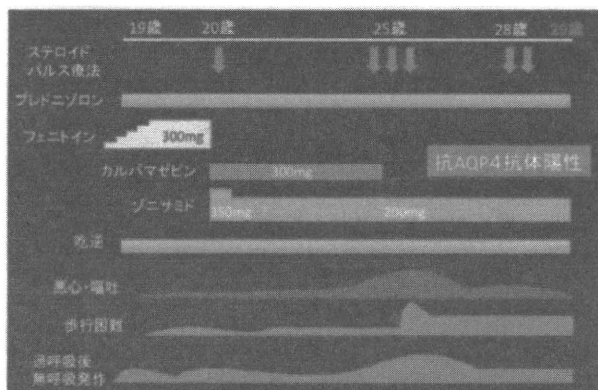 19歳 20歳 25歳 28歳 29歳
ステロイド
パルス療法
プレドニゾロン
フェニトイン 300mg
カルバマゼピン 300mg
抗AQP4抗体陽性
ゾニサミド 350mg 200mg
吃逆
悪心・嘔吐
歩行困難
過呼吸後
無呼吸発作